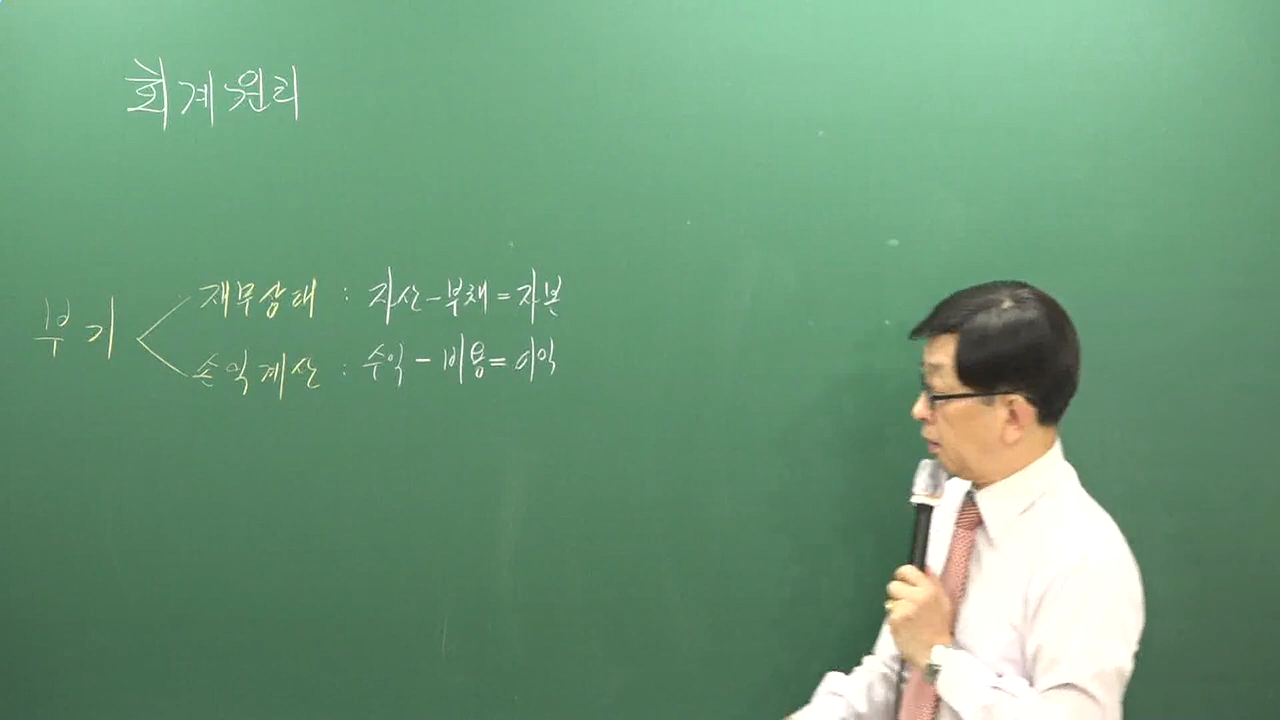 회계원리
재무상태 : 자산-부채=자본
부기
손익계산 : 수익-비용=이익